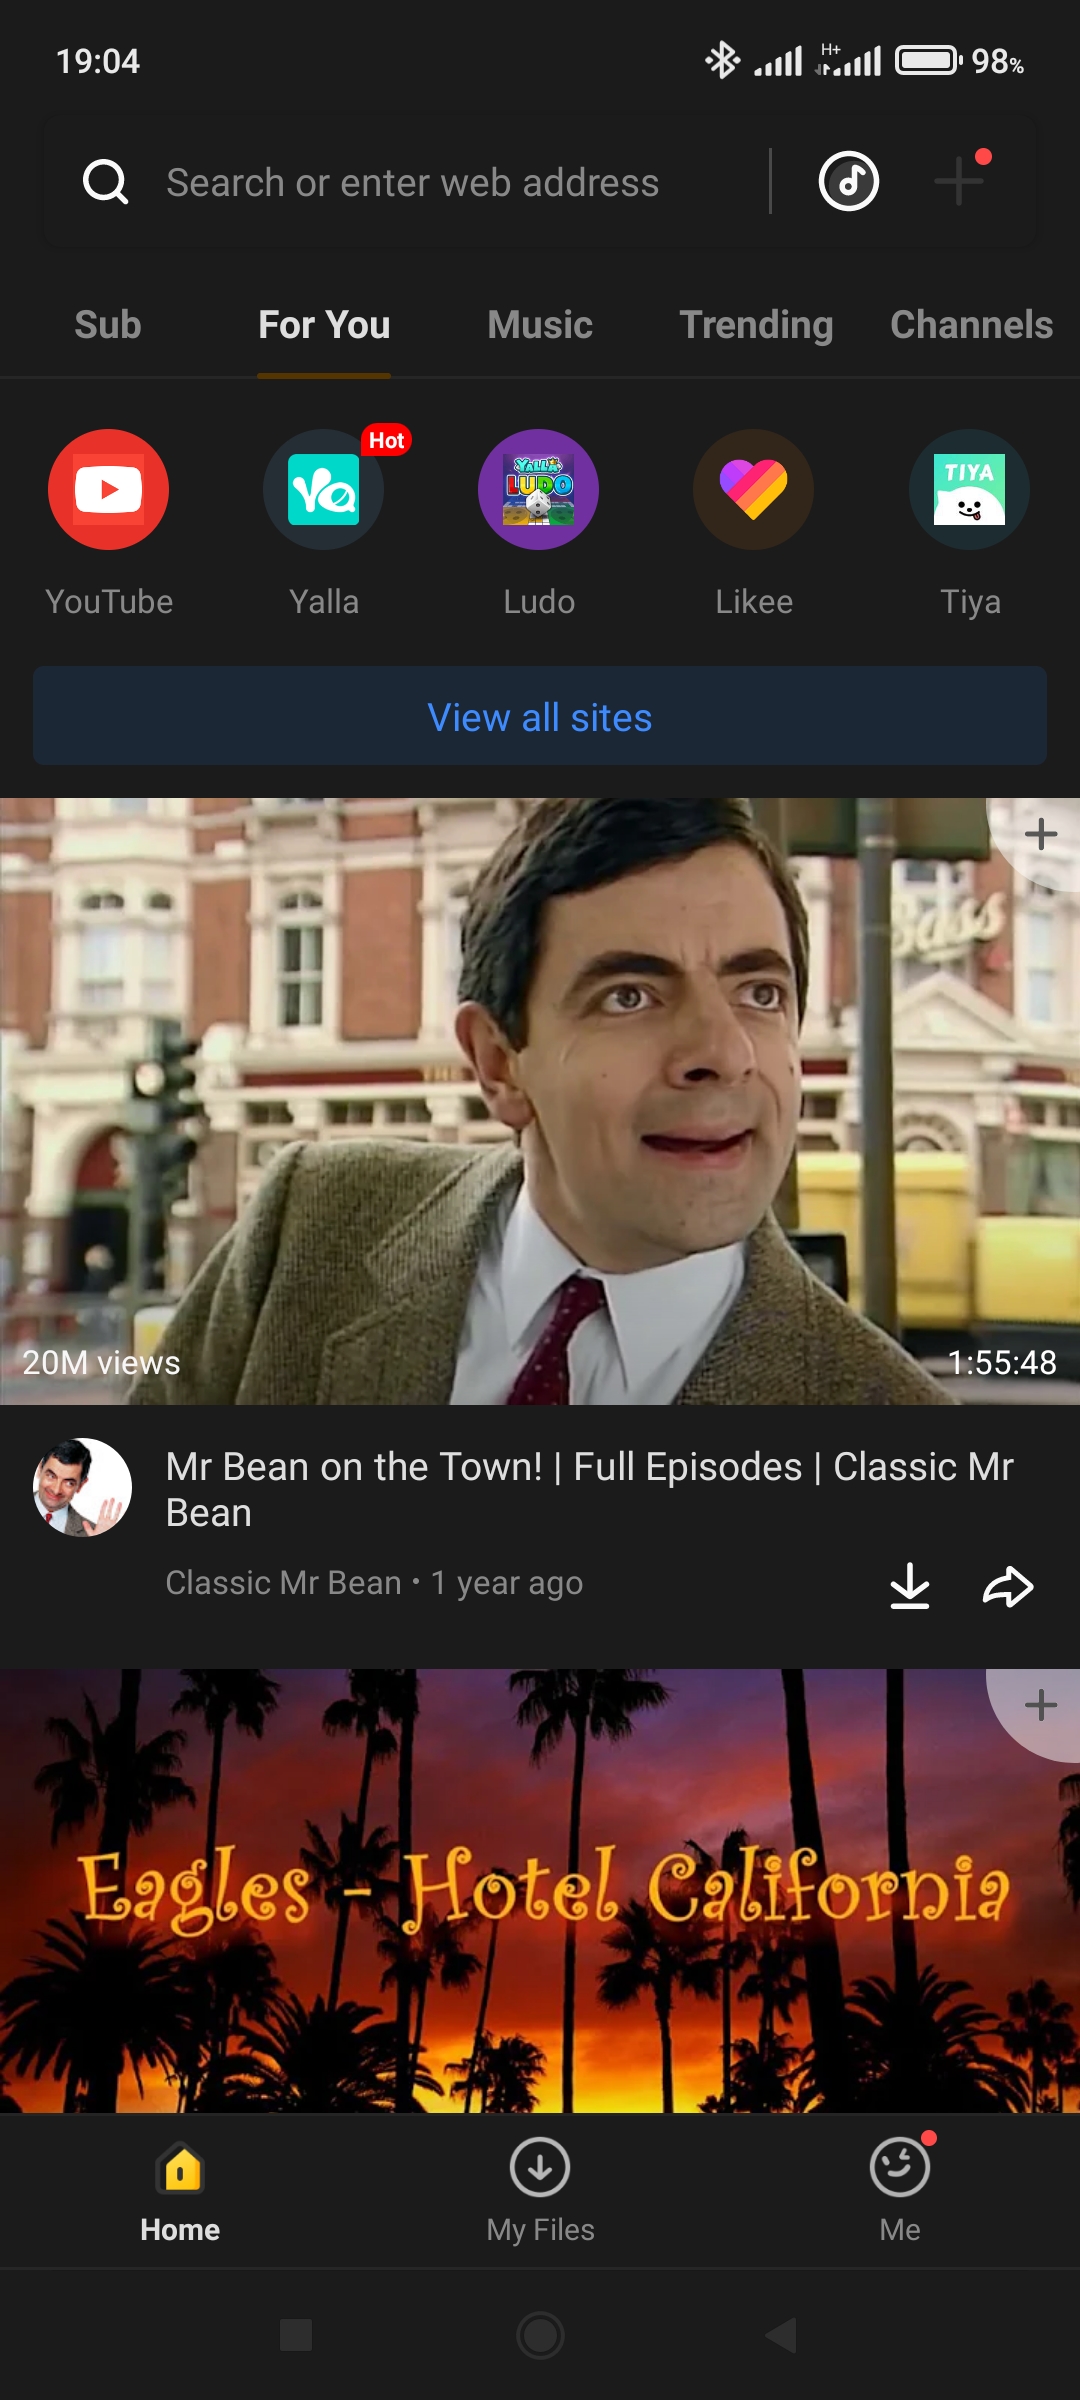 19:04
H+
98%
Search or enter web address
Sub
For You
Music
Trending
Channels
Hot
YALLA
LUDO
TIYA
YouTube
Yalla
Ludo
Likee
Tiya
View all sites
Bass
20M views
1:55:48
Mr Bean on the Town! | Full Episodes | Classic Mr
Bean
Classic Mr Bean • 1 year ago
Eagles - Hotel California
Home
My Files
Me